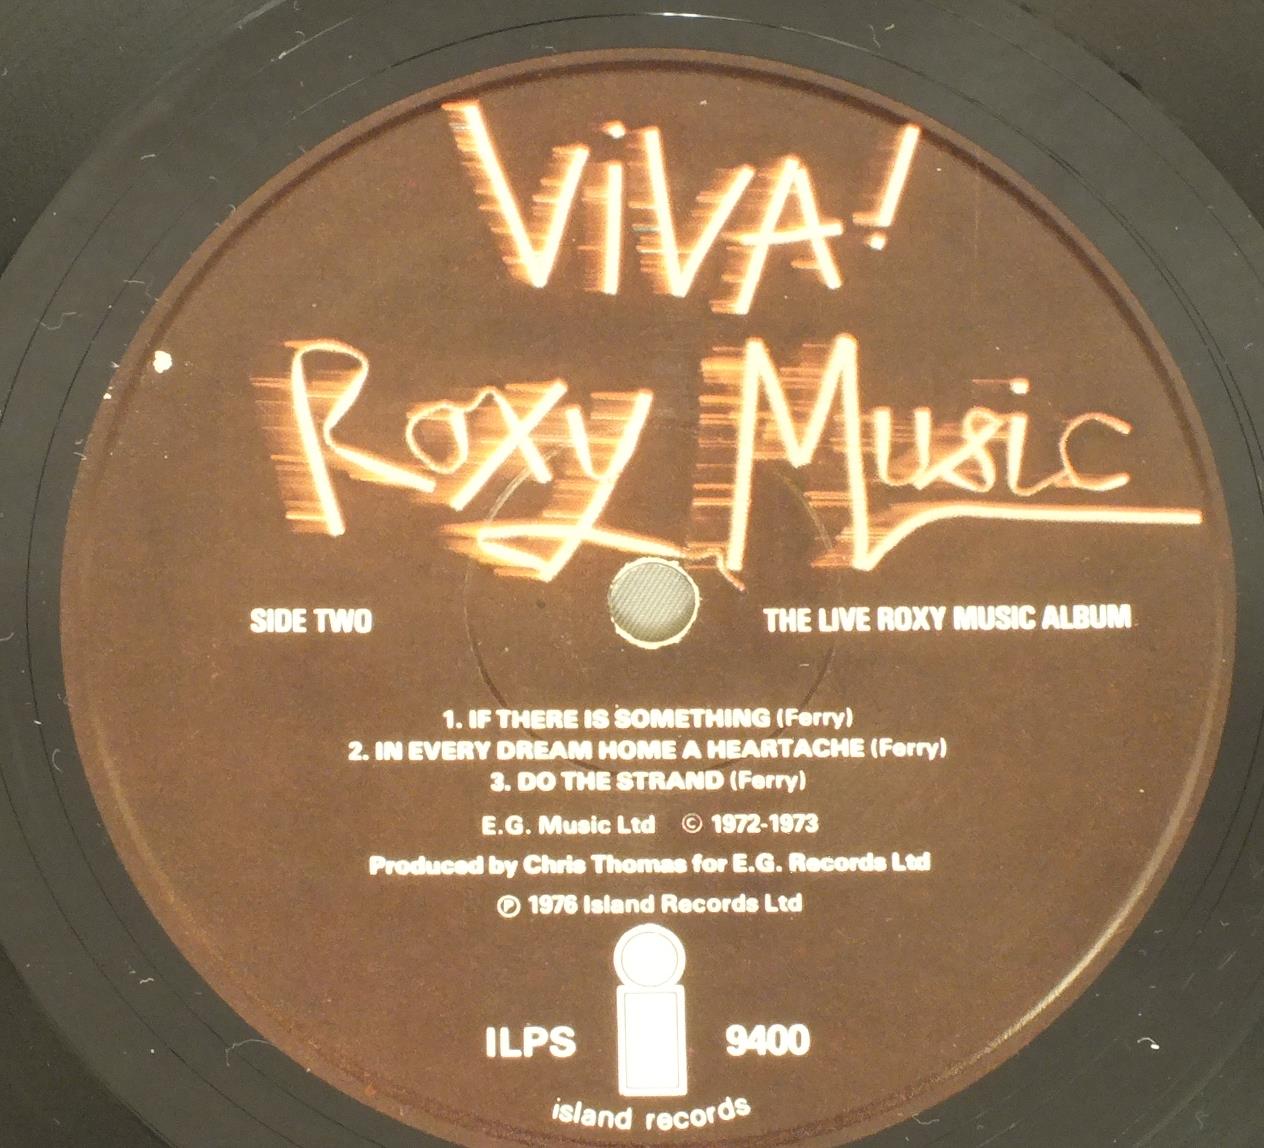 ViVA!
Roxy Music
SIDE TWO
THE LIVE ROXY MUSIC ALBUM
1. IF THERE IS SOMETHING (Ferry)
2. IN EVERY DREAM HOME A HEARTACHE (Ferry)
3. DO THE STRAND (Ferry)
E.G. Music Ltd © 1972-1973
Produced by Chris Thomas for E.G. Records Ltd
℗ 1976 Island Records Ltd
ILPS 9400
island records